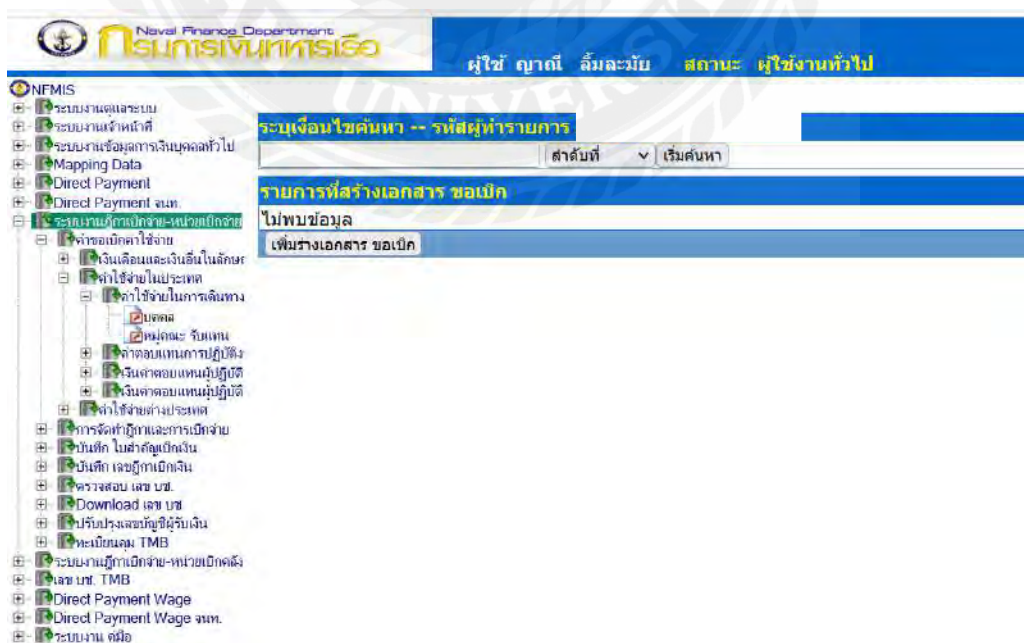 Naval Finance Department
กรมการเงินทหารเรือ
ผู้ใช้ ญาณี ลิ้มละมัย สถานะ ผู้ใช้งานทั่วไป
NFMIS
ระบบงานดูแลระบบ
ระบบงานเจ้าหน้าที่
ระบบงานข้อมูลการเงินบุคคลทั่วไป
Mapping Data
Direct Payment
Direct Payment จนท.
ระบบงานฎีกาเบิกจ่าย-หน่วยเบิกจ่าย
คำขอเบิกค่าใช้จ่าย
เงินเดือนและเงินอื่นในลักษณ
ค่าใช้จ่ายในประเทศ
ค่าใช้จ่ายในการเดินทาง
บุคคล
หมู่คณะ รับแทน
ค่าตอบแทนการปฏิบัติง
เงินค่าตอบแทนผู้ปฏิบัติ
เงินค่าตอบแทนผู้ปฏิบัติ
ค่าใช้จ่ายต่างประเทศ
การจัดทำฎีกาและการเบิกจ่าย
บันทึก ใบสำคัญเบิกเงิน
บันทึก เลขฎีกาเบิกเงิน
ตรวจสอบ เลข บช.
Download เลข บช
ปรับปรุงเลขบัญชีผู้รับเงิน
ทะเบียนคุม TMB
ระบบงานฎีกาเบิกจ่าย-หน่วยเบิกคลัง
เลข บช. TMB
Direct Payment Wage
Direct Payment Wage จนท.
ระบบงาน คู่มือ
ระบุเงื่อนไขค้นหา -- รหัสผู้ทำรายการ
ลำดับที่ เริ่มค้นหา
รายการที่สร้างเอกสาร ขอเบิก
ไม่พบข้อมูล
เพิ่มร่างเอกสาร ขอเบิก